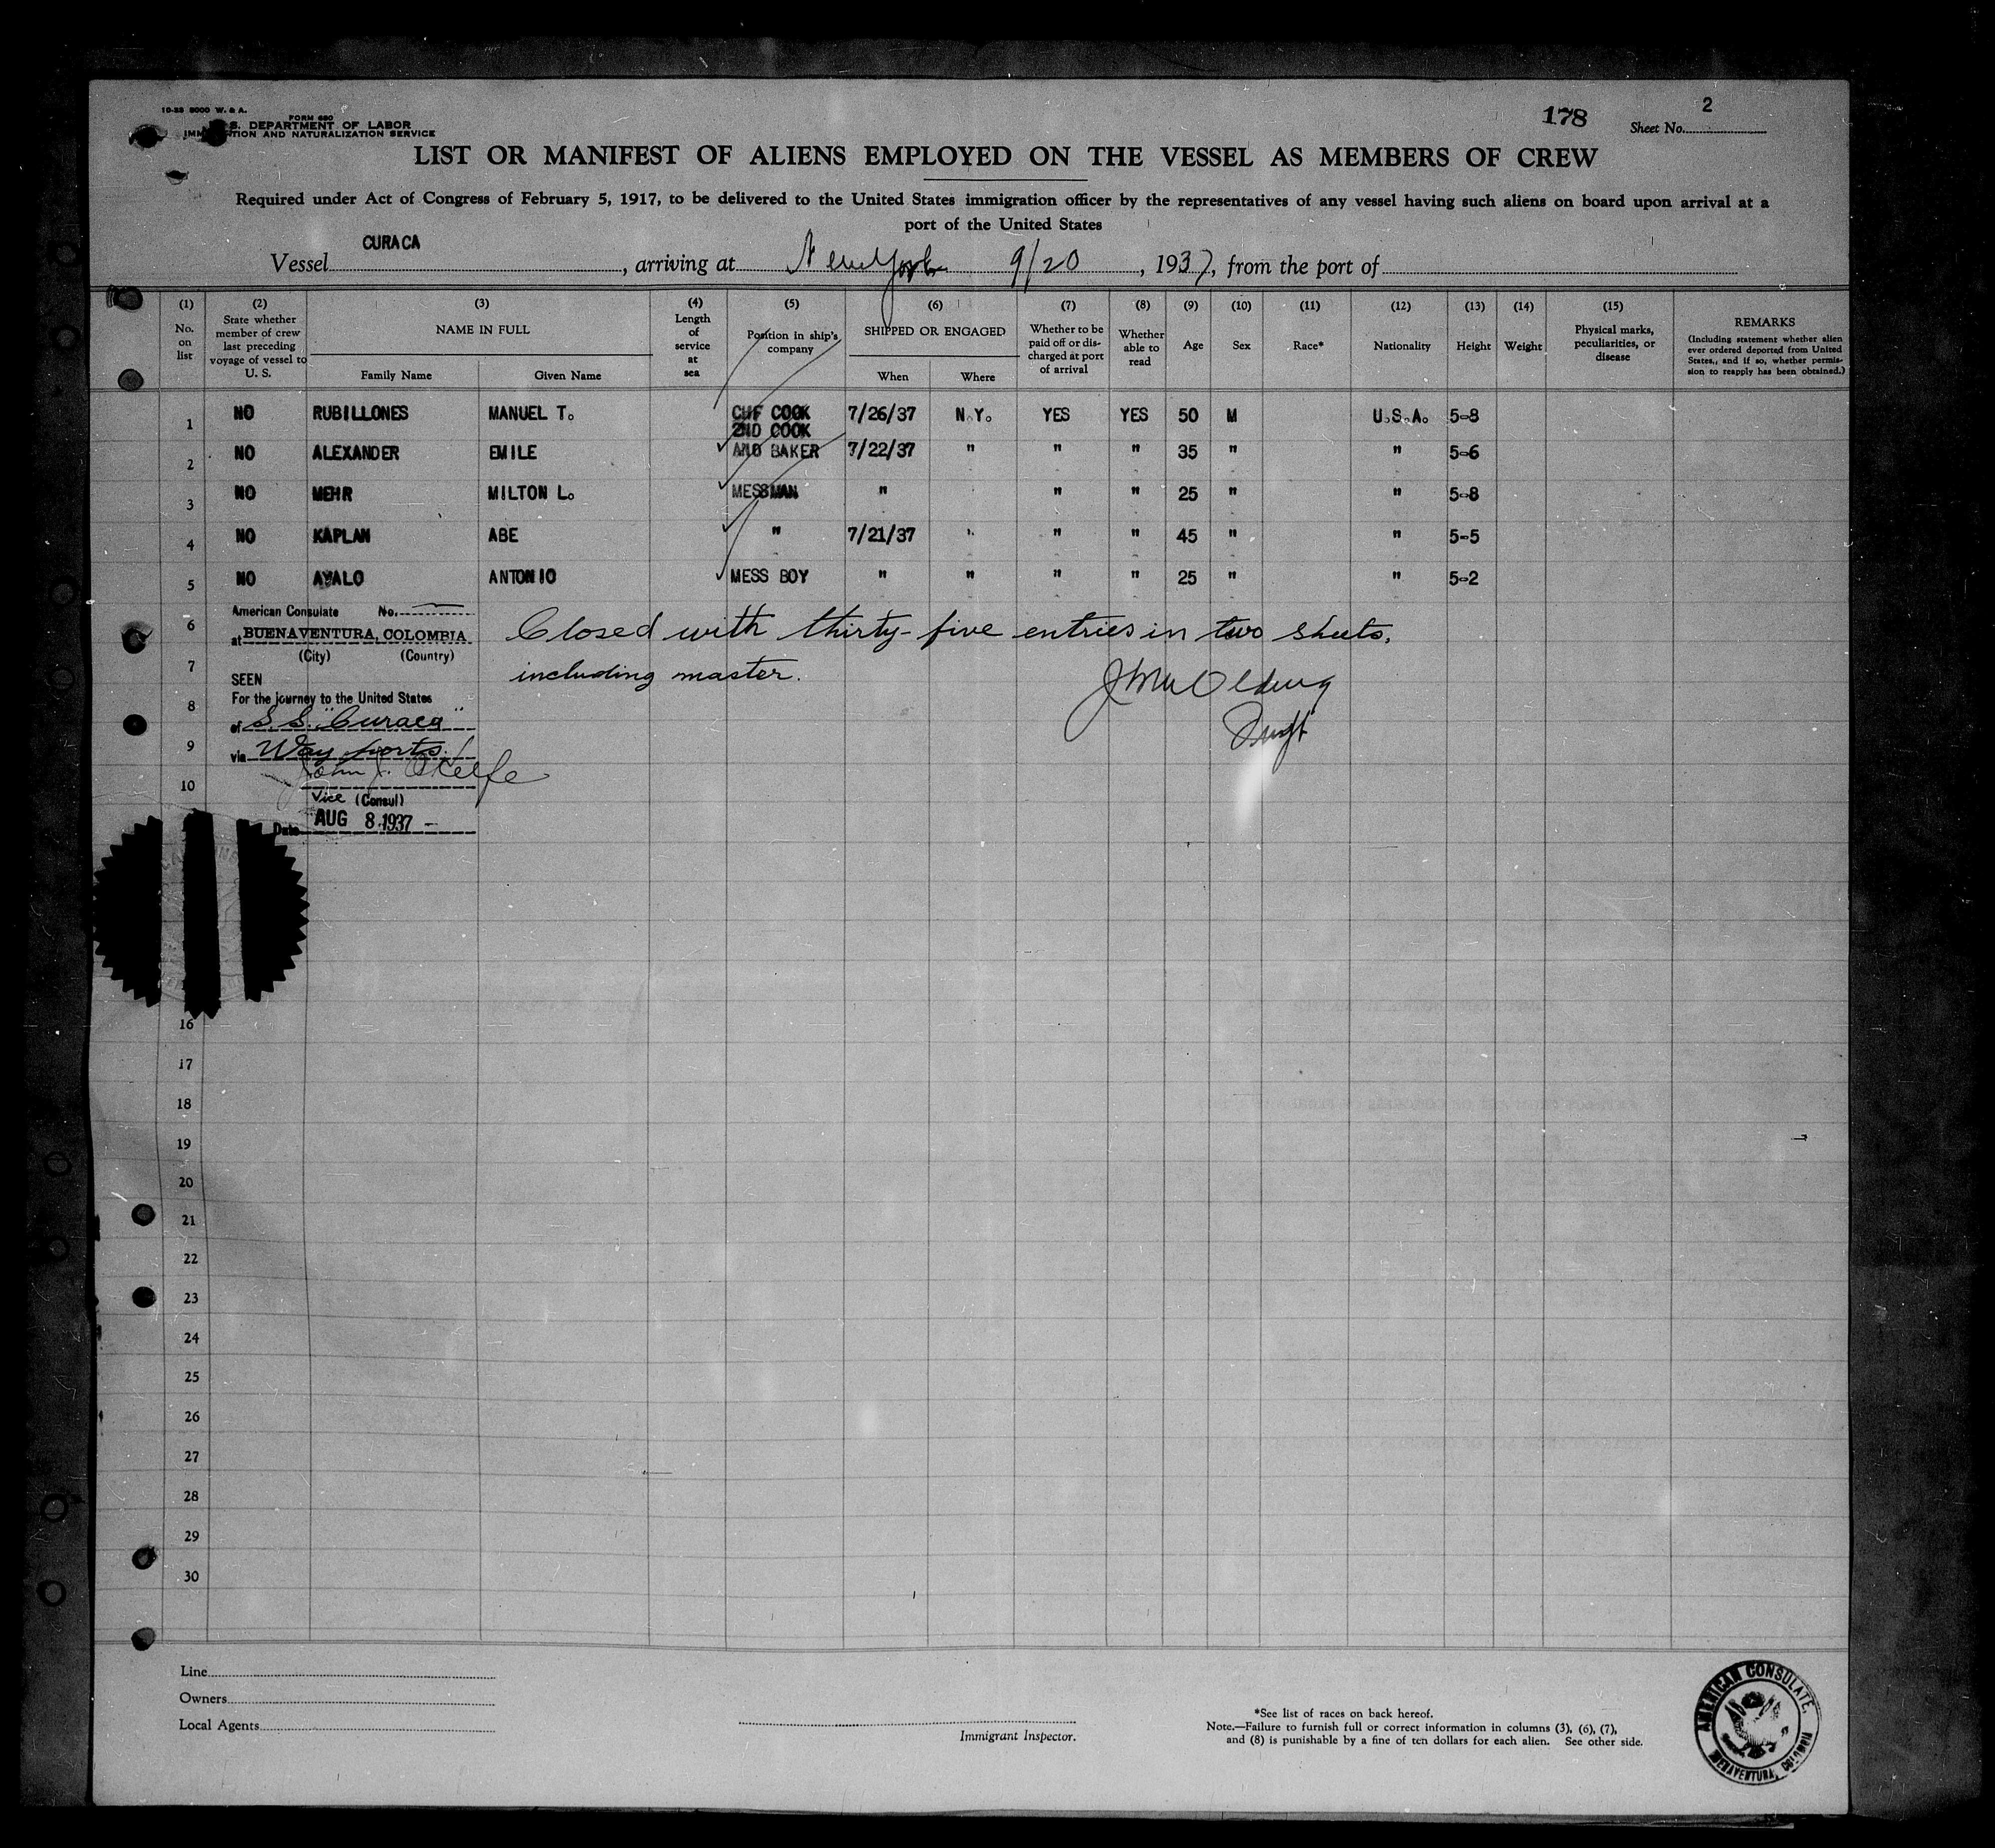 10-35 5000 W. & A.
FORM 680
S. DEPARTMENT OF LABOR
IMM TION AND NATURALIZATION SERVICE
178
2
Sheet No.
LIST OR MANIFEST OF ALIENS EMPLOYED ON THE VESSEL AS MEMBERS OF CREW
Required under Act of Congress of February 5, 1917, to be delivered to the United States immigration officer by the representatives of any vessel having such aliens on board upon arrival at a
port of the United States
Vessel CURACA, arriving at New York 9/20, 1937, from the port of
(1) (2) (3) (4) (5) (6) (7) (8) (9) (10) (11) (12) (13) (14) (15)
No. on list
State whether member of crew last preceding voyage of vessel to U. S.
NAME IN FULL
Family Name Given Name
Length of service at sea
Position in ship's company
SHIPPED OR ENGAGED
When Where
Whether to be paid off or discharged at port of arrival
Whether able to read
Age
Sex
Race*
Nationality
Height
Weight
Physical marks, peculiarities, or disease
REMARKS
(Including statement whether alien ever ordered deported from United States, and if so, whether permission to reapply has been obtained.)
1 NO RUBILLONES MANUEL T. CHF COOK 7/26/37 N.Y. YES YES 50 M U.S.A. 5-8
2ND COOK
2 NO ALEXANDER EMILE AND BAKER 7/22/37 " " " 35 " " 5-6
3 NO MEHR MILTON L. MESSMAN " " " 25 " " 5-8
4 NO KAPLAN ABE " 7/21/37 " " " 45 " " 5-5
5 NO AYALO ANTONIO MESS BOY " " " " 25 " " 5-2
6
7
8
9
10
American Consulate No.
at BUENAVENTURA, COLOMBIA
(City) (Country)
SEEN
For the journey to the United States
of S.S. "Curaca"
via Way ports.
John J. O'Keefe
Vice (Consul)
Date AUG 8 1937
Closed with thirty-five entries in two sheets,
including master.
16
17
18
19
20
21
22
23
24
25
26
27
28
29
30
Line
Owners
Local Agents
Immigrant Inspector.
*See list of races on back hereof.
Note.—Failure to furnish full or correct information in columns (3), (6), (7),
and (8) is punishable by a fine of ten dollars for each alien. See other side.
AMERICAN CONSULATE,
BUENAVENTURA, COLOMBIA